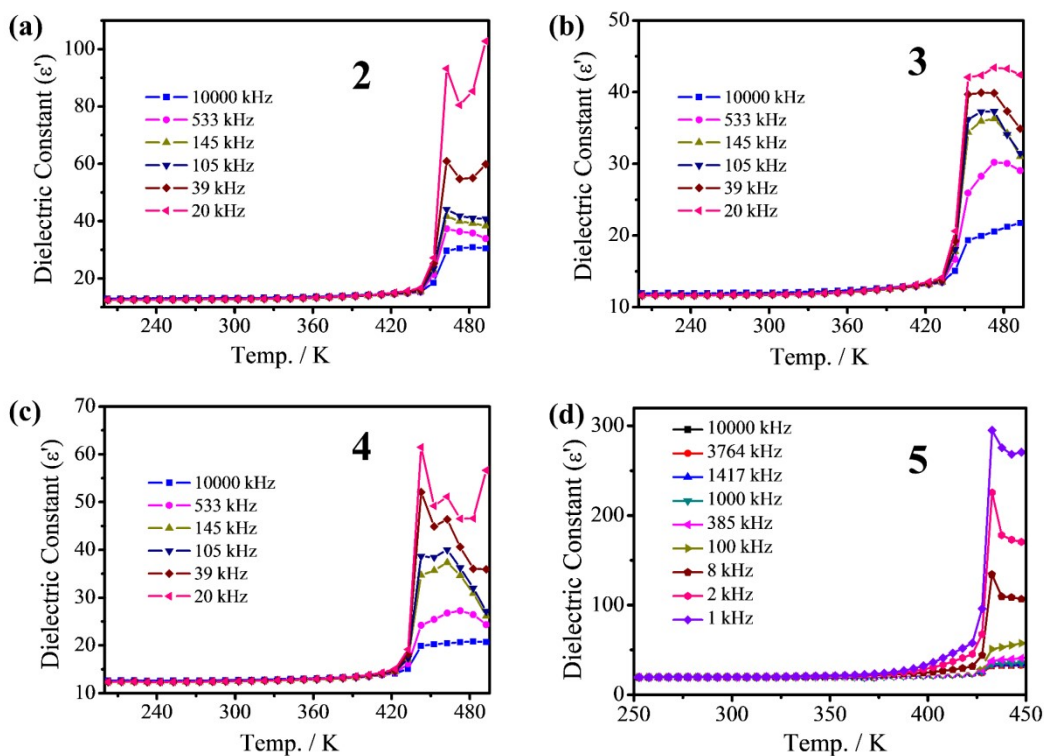 (a)
2
Dielectric Constant (ε')
100
80
60
40
20
10000 kHz
533 kHz
145 kHz
105 kHz
39 kHz
20 kHz
240 300 360 420 480
Temp. / K
(b)
3
Dielectric Constant (ε')
50
40
30
20
10
10000 kHz
533 kHz
145 kHz
105 kHz
39 kHz
20 kHz
240 300 360 420 480
Temp. / K
(c)
4
Dielectric Constant (ε')
70
60
50
40
30
20
10
10000 kHz
533 kHz
145 kHz
105 kHz
39 kHz
20 kHz
240 300 360 420 480
Temp. / K
(d)
5
Dielectric Constant (ε')
300
200
100
0
10000 kHz
3764 kHz
1417 kHz
1000 kHz
385 kHz
100 kHz
8 kHz
2 kHz
1 kHz
250 300 350 400 450
Temp. / K